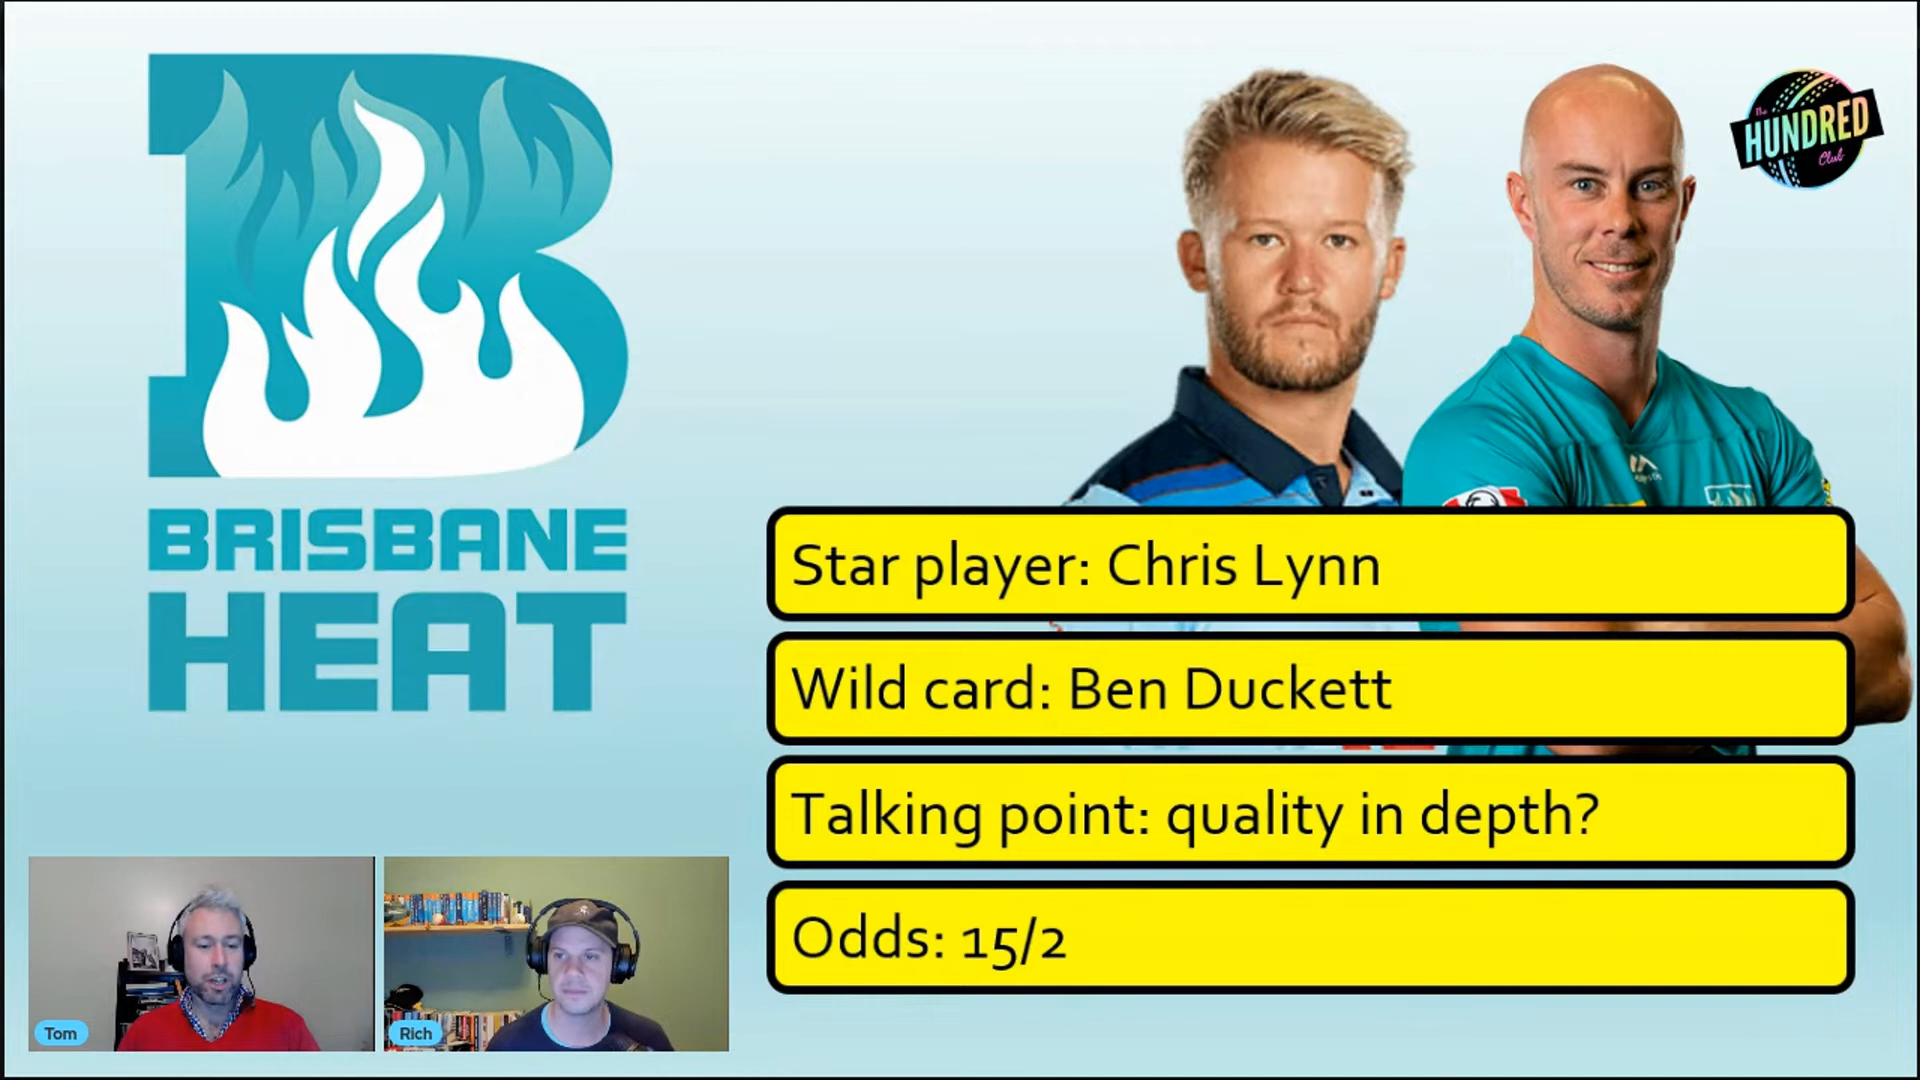 BRISBANE
HEAT
The
HUNDRED
Club
Star player: Chris Lynn
Wild card: Ben Duckett
Talking point: quality in depth?
Odds: 15/2
Tom
Rich